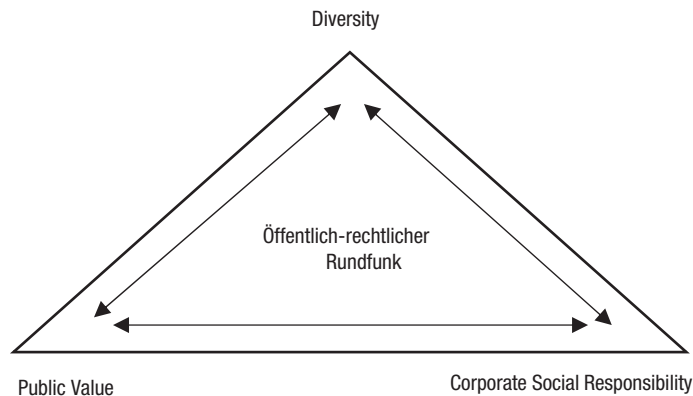 Diversity
Öffentlich-rechtlicher
Rundfunk
Public Value
Corporate Social Responsibility